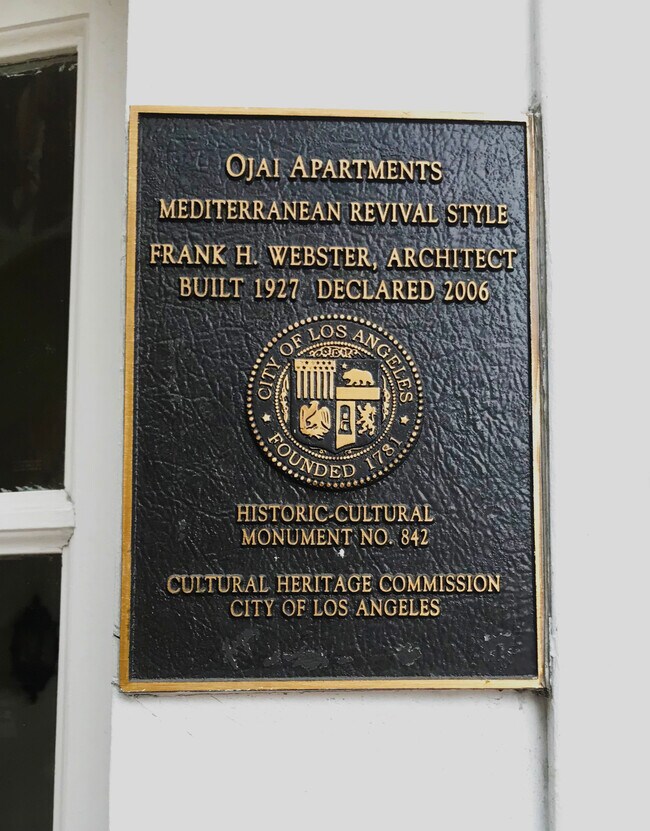 OJAI APARTMENTS
MEDITERRANEAN REVIVAL STYLE
FRANK H. WEBSTER, ARCHITECT
BUILT 1927 DECLARED 2006
CITY OF LOS ANGELES
FOUNDED 1781
HISTORIC-CULTURAL
MONUMENT NO. 842
CULTURAL HERITAGE COMMISSION
CITY OF LOS ANGELES